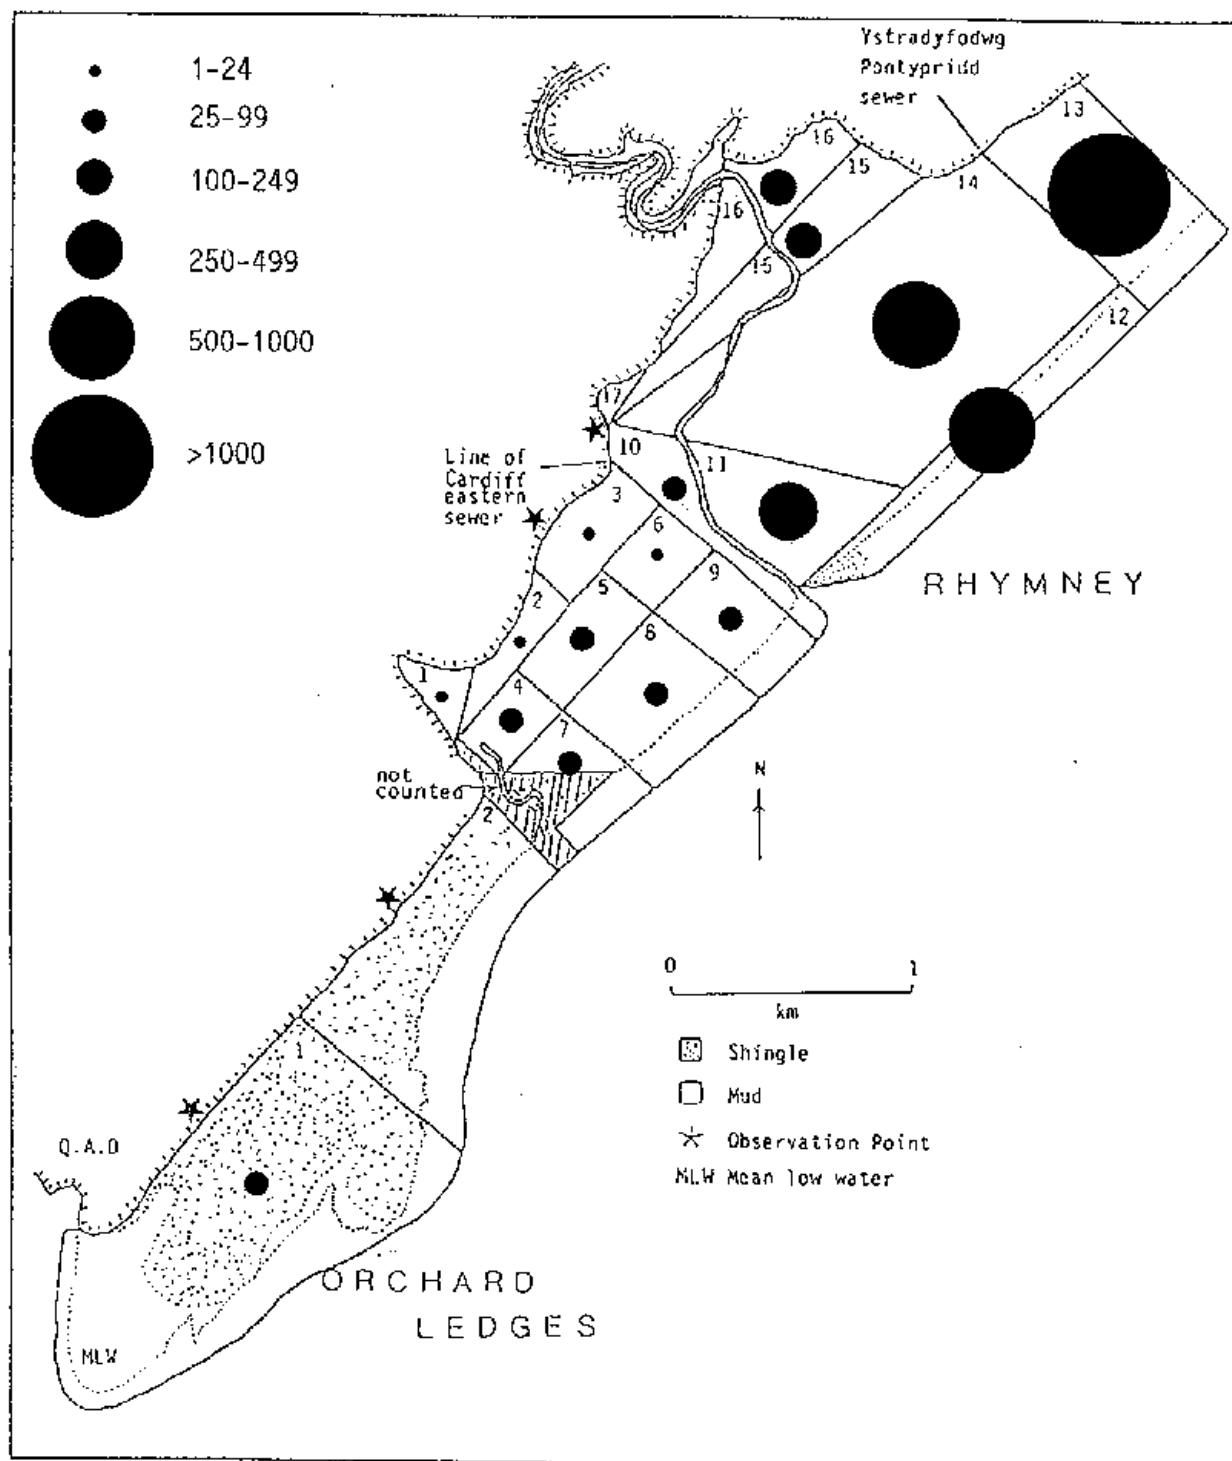 1-24
25-99
100-249
250-499
500-1000
>1000
Ystradyfodwg
Pontypridd
sewer
13
16
15
14
16
15
12
17
10
11
Line of
Cardiff
eastern
sewer
3
6
9
5
2
8
RHYMNEY
1
4
7
not
counted
2
N
0 1
km
Shingle
Mud
Observation Point
MLW Mean low water
1
Q.A.D
ORCHARD
LEDGES
MLW